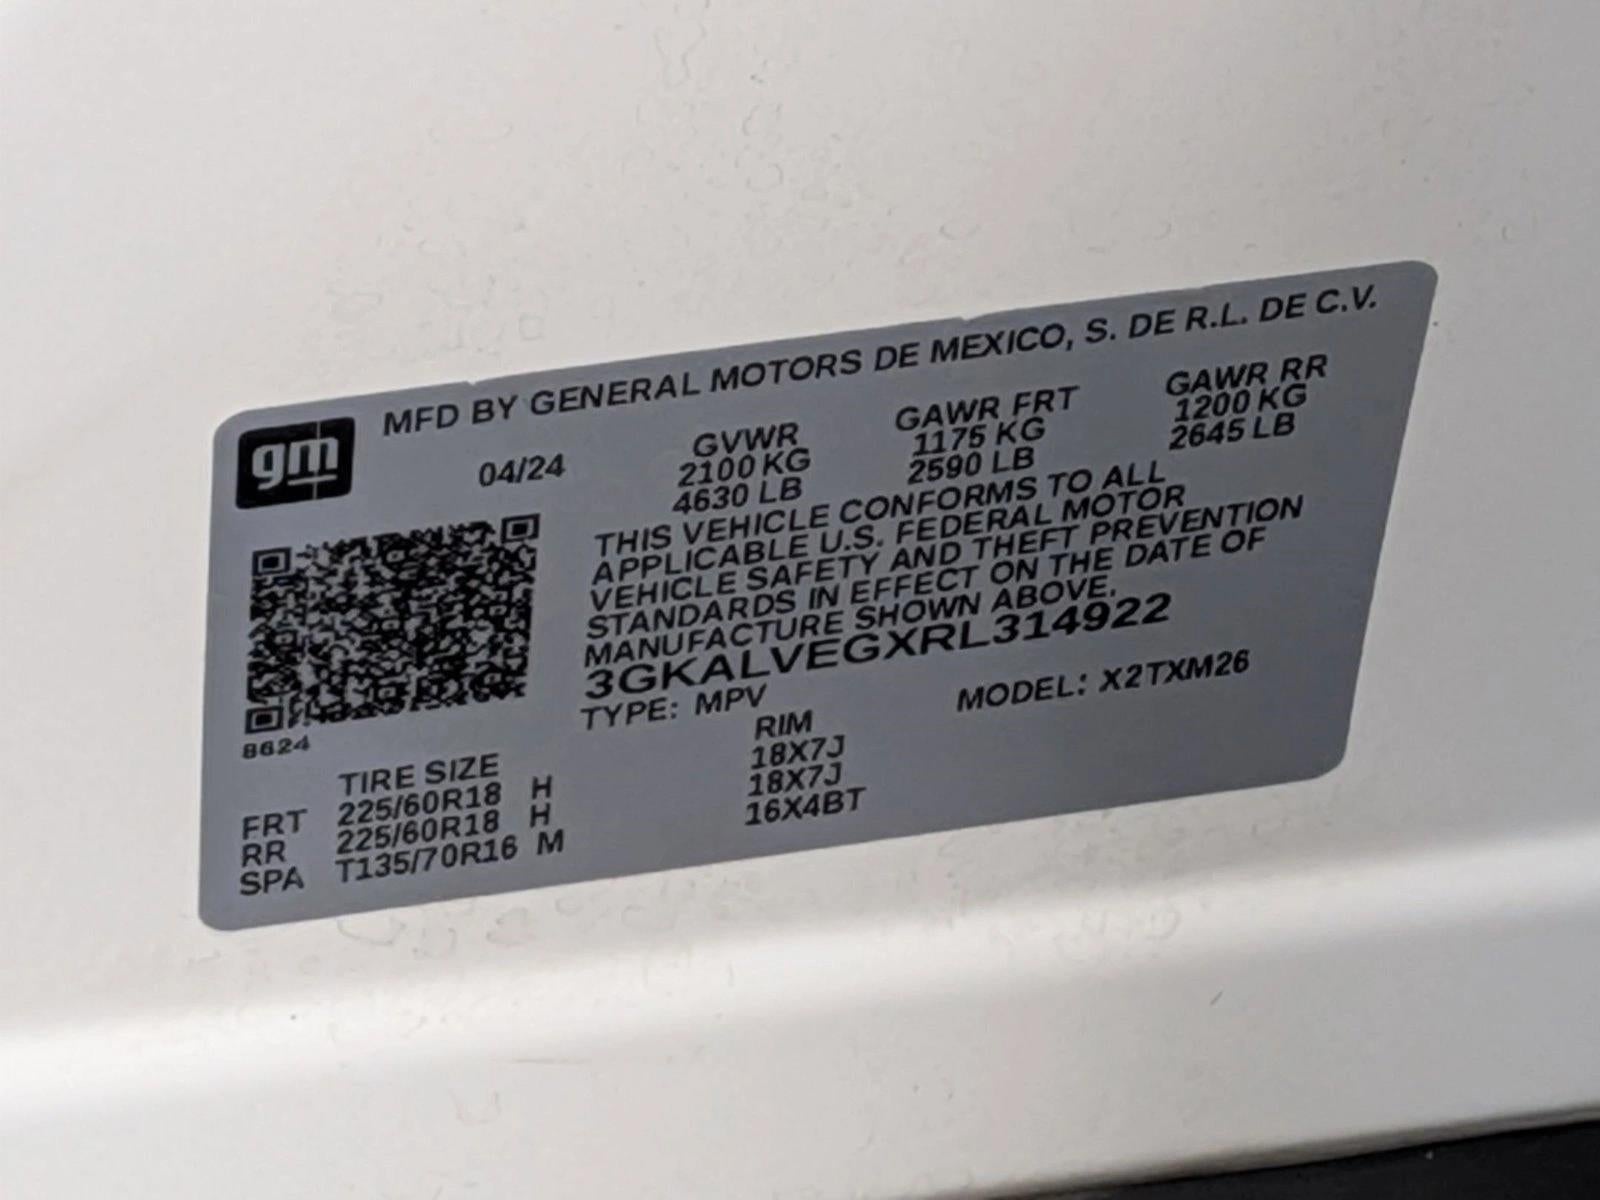 gm
MFD BY GENERAL MOTORS DE MEXICO, S. DE R.L. DE C.V.
04/24
GVWR
2100 KG
4630 LB
GAWR FRT
1175 KG
2590 LB
GAWR RR
1200 KG
2645 LB
THIS VEHICLE CONFORMS TO ALL
APPLICABLE U.S. FEDERAL MOTOR
VEHICLE SAFETY AND THEFT PREVENTION
STANDARDS IN EFFECT ON THE DATE OF
MANUFACTURE SHOWN ABOVE.
3GKALVEGXRL314922
TYPE: MPV
MODEL: X2TXM26
8624
TIRE SIZE RIM
FRT 225/60R18 H 18X7J
RR 225/60R18 H 18X7J
SPA T135/70R16 M 16X4BT